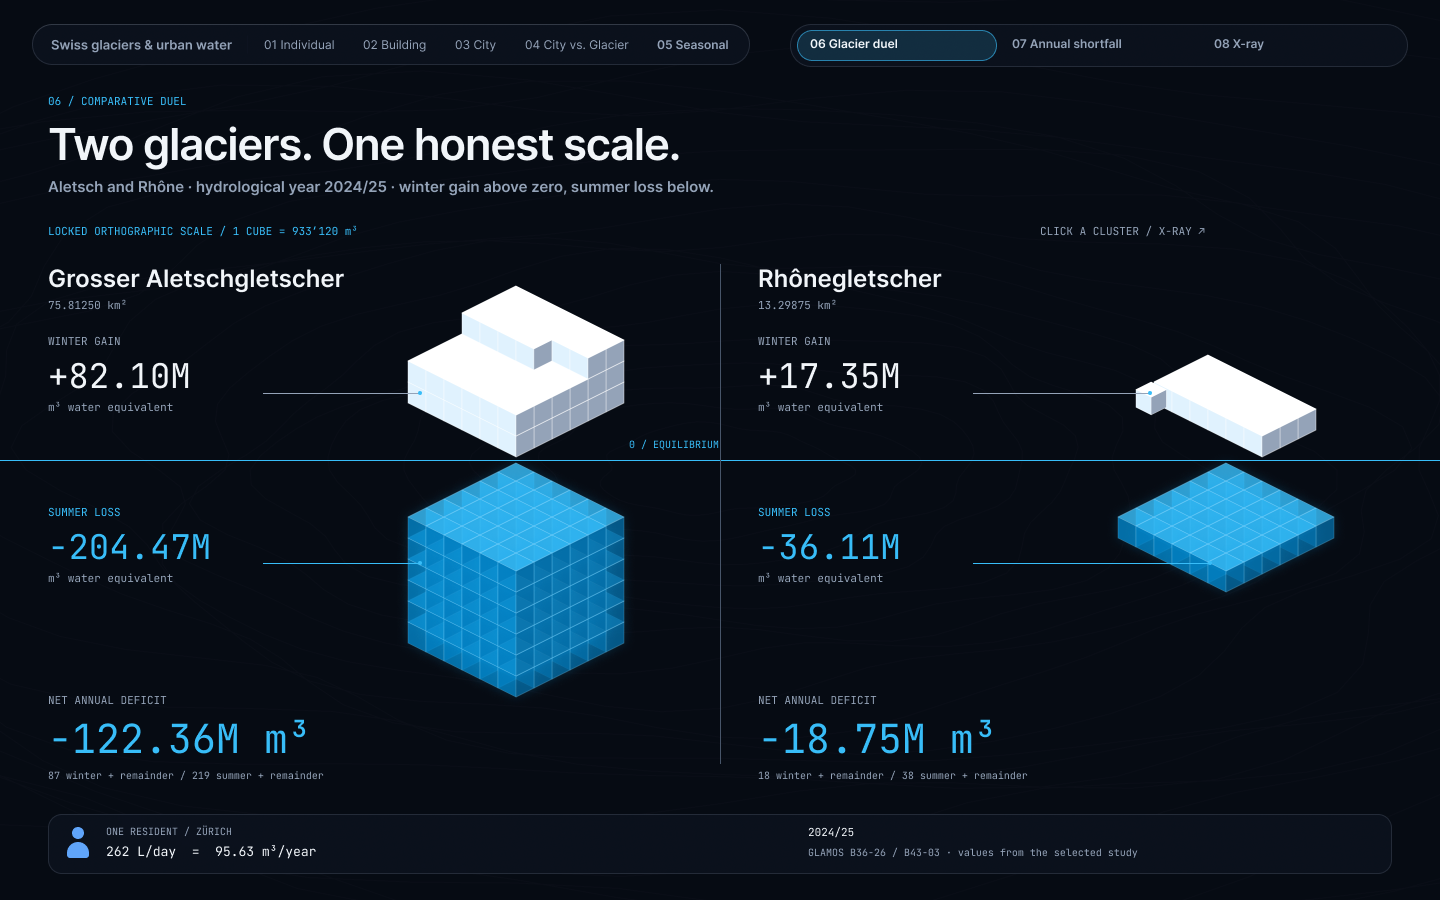 Swiss glaciers & urban water 01 Individual 02 Building 03 City 04 City vs. Glacier 05 Seasonal
06 Glacier duel 07 Annual shortfall 08 X-ray
06 / COMPARATIVE DUEL
Two glaciers. One honest scale.
Aletsch and Rhône · hydrological year 2024/25 · winter gain above zero, summer loss below.
LOCKED ORTHOGRAPHIC SCALE / 1 CUBE = 933’120 m³
CLICK A CLUSTER / X-RAY ↗
Grosser Aletschgletscher
75.81250 km²
WINTER GAIN
+82.10M
m³ water equivalent
0 / EQUILIBRIUM
SUMMER LOSS
-204.47M
m³ water equivalent
NET ANNUAL DEFICIT
-122.36M m³
87 winter + remainder / 219 summer + remainder
Rhônegletscher
13.29875 km²
WINTER GAIN
+17.35M
m³ water equivalent
SUMMER LOSS
-36.11M
m³ water equivalent
NET ANNUAL DEFICIT
-18.75M m³
18 winter + remainder / 38 summer + remainder
ONE RESIDENT / ZÜRICH
262 L/day = 95.63 m³/year
2024/25
GLAMOS B36-26 / B43-03 · values from the selected study